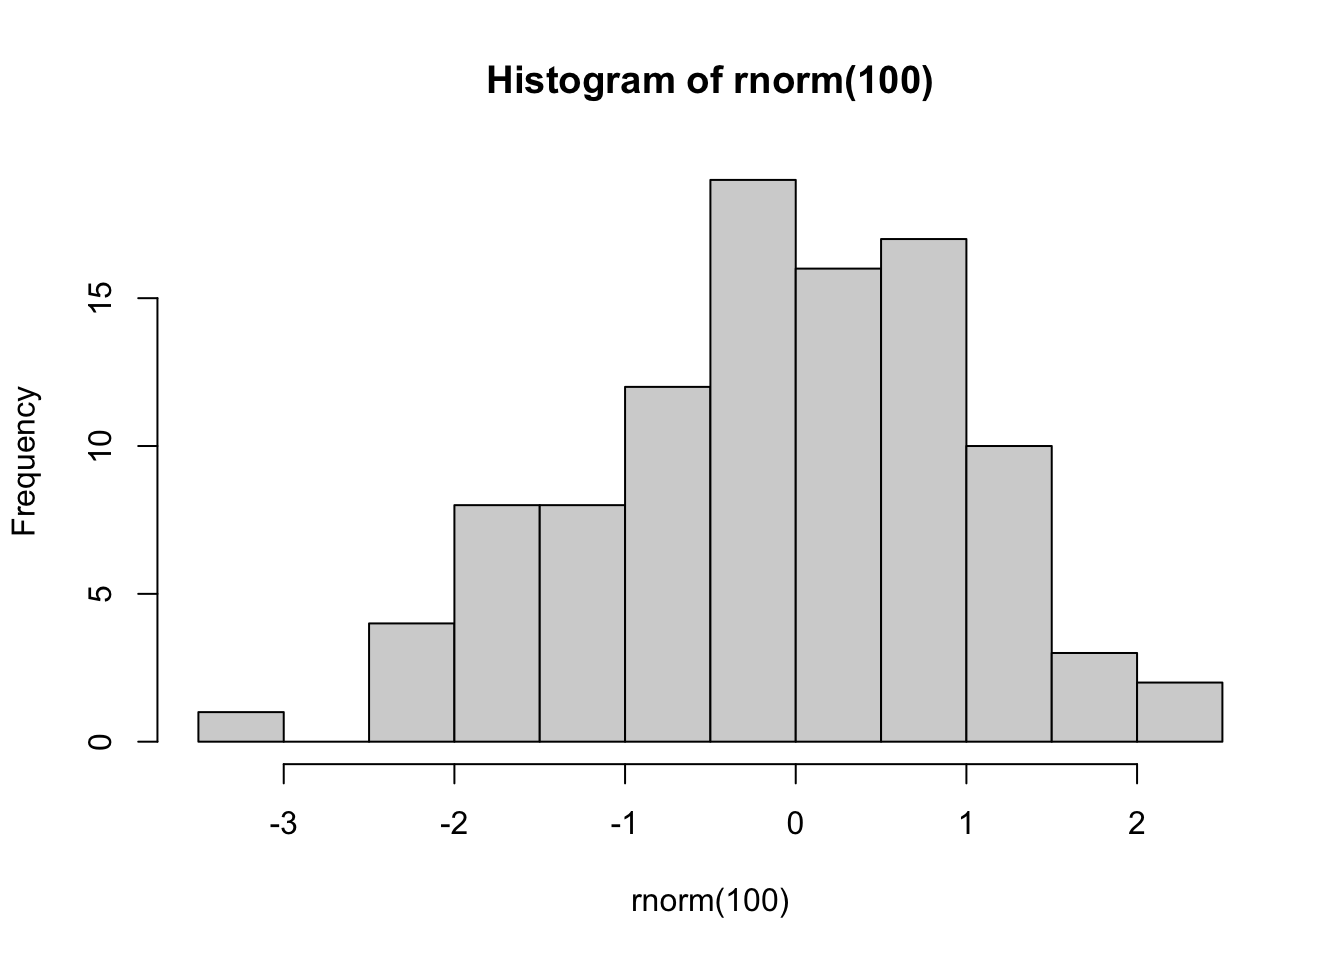 Histogram of rnorm(100)
Frequency
15
10
5
0
-3 -2 -1 0 1 2
rnorm(100)